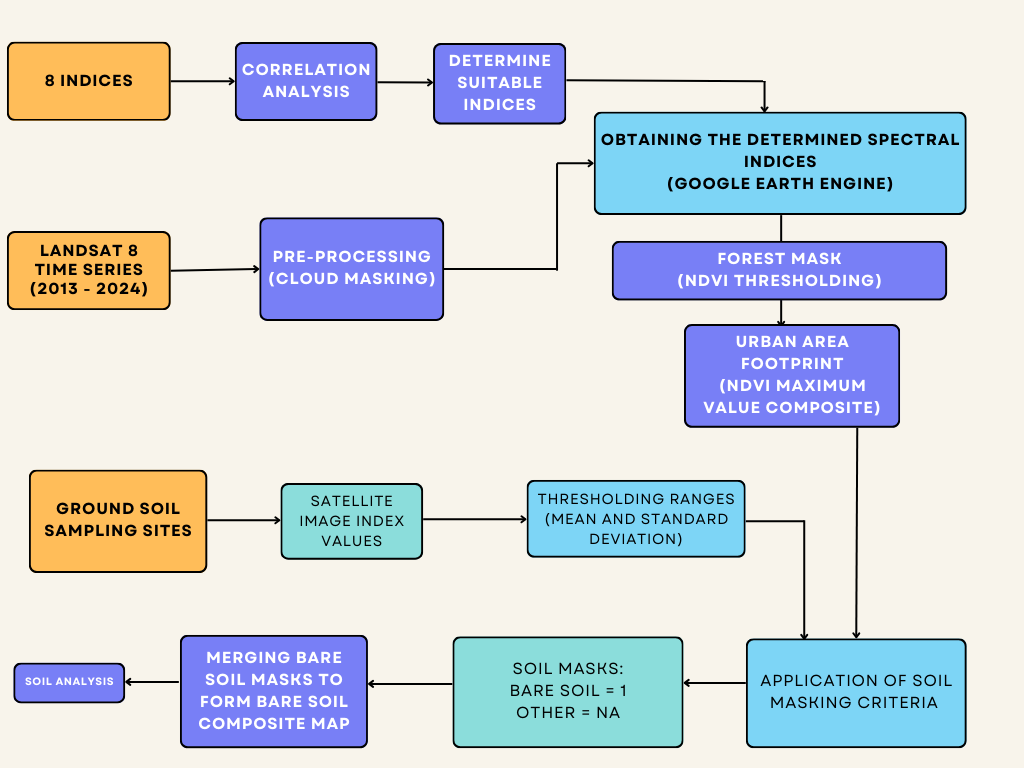 8 INDICES
CORRELATION
ANALYSIS
DETERMINE
SUITABLE
INDICES
OBTAINING THE DETERMINED SPECTRAL
INDICES
(GOOGLE EARTH ENGINE)
LANDSAT 8
TIME SERIES
(2013 - 2024)
PRE-PROCESSING
(CLOUD MASKING)
FOREST MASK
(NDVI THRESHOLDING)
URBAN AREA
FOOTPRINT
(NDVI MAXIMUM
VALUE COMPOSITE)
GROUND SOIL
SAMPLING SITES
SATELLITE
IMAGE INDEX
VALUES
THRESHOLDING RANGES
(MEAN AND STANDARD
DEVIATION)
SOIL ANALYSIS
MERGING BARE
SOIL MASKS TO
FORM BARE SOIL
COMPOSITE MAP
SOIL MASKS:
BARE SOIL = 1
OTHER = NA
APPLICATION OF SOIL
MASKING CRITERIA